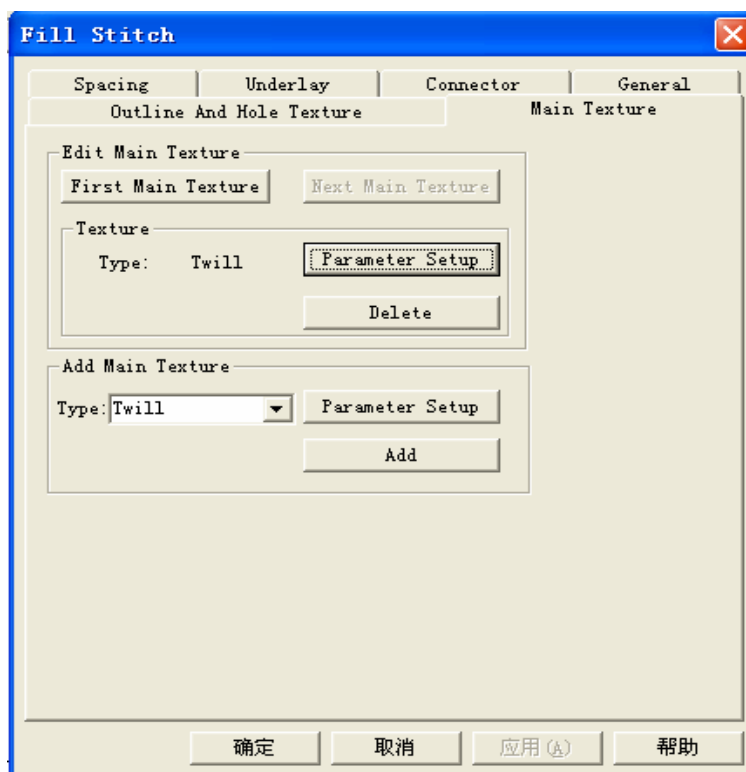 Fill Stitch
Spacing Underlay Connector General
Outline And Hole Texture Main Texture
Edit Main Texture
First Main Texture Next Main Texture
Texture
Type: Twill Parameter Setup
Delete
Add Main Texture
Type: Twill Parameter Setup
Add
确定 取消 应用(A) 帮助